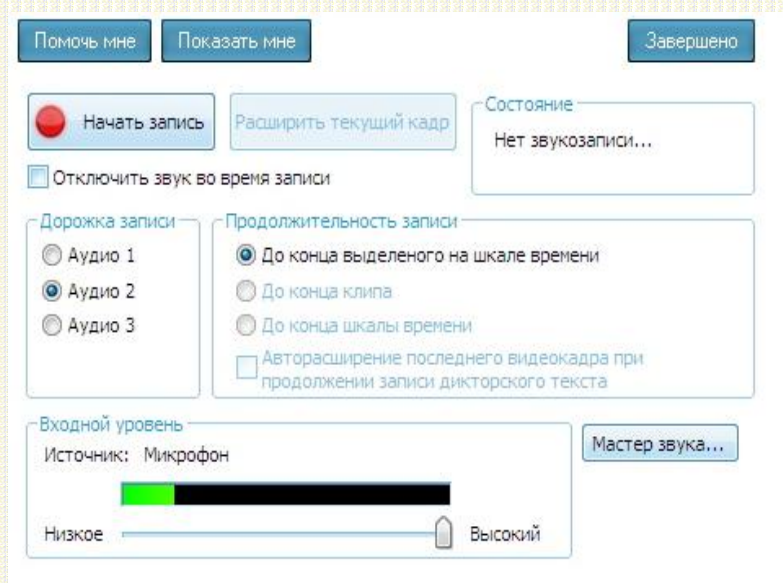 Помочь мне
Показать мне
Завершено
Начать запись
Расширить текущий кадр
Состояние
Нет звукозаписи...
Отключить звук во время записи
Дорожка записи
Аудио 1
Аудио 2
Аудио 3
Продолжительность записи
До конца выделеного на шкале времени
До конца клипа
До конца шкалы времени
Авторасширение последнего видеокадра при
продолжении записи дикторского текста
Входной уровень
Источник: Микрофон
Низкое
Высокий
Мастер звука...